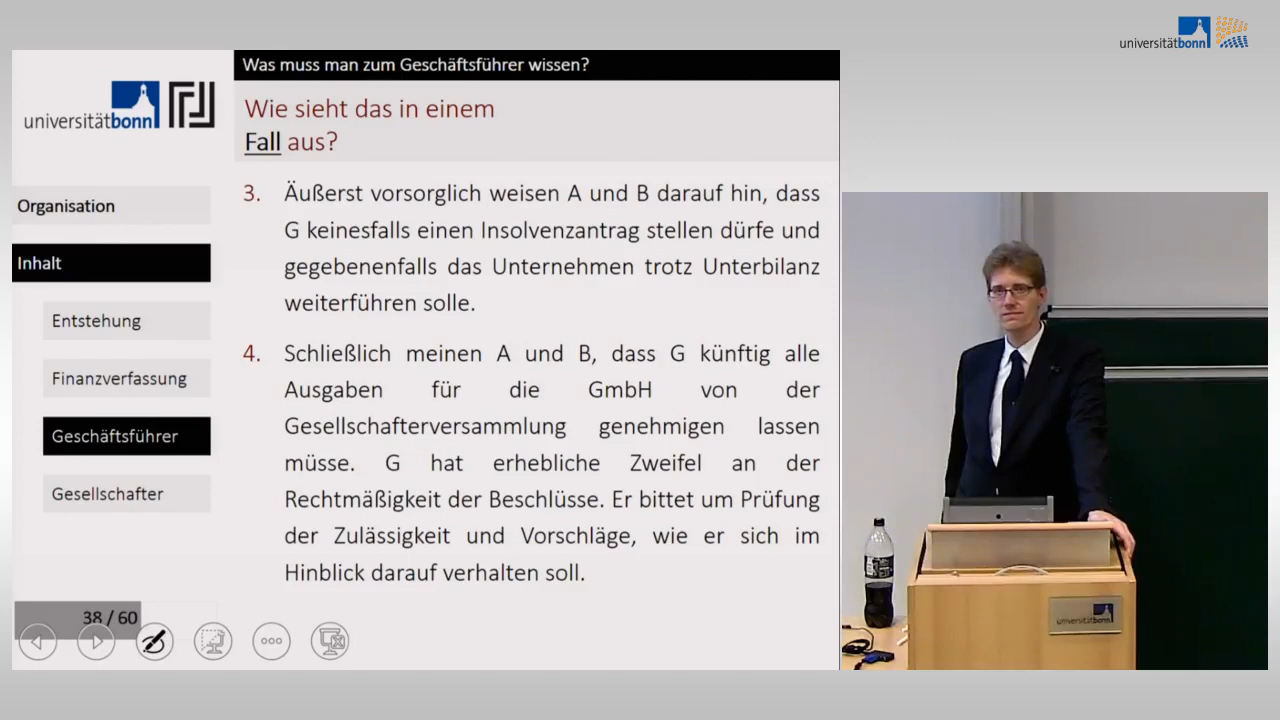 universitätbonn
Was muss man zum Geschäftsführer wissen?
universitätbonn
Wie sieht das in einem
Fall aus?
Organisation
Inhalt
Entstehung
Finanzverfassung
Geschäftsführer
Gesellschafter
3. Äußerst vorsorglich weisen A und B darauf hin, dass
G keinesfalls einen Insolvenzantrag stellen dürfe und
gegebenenfalls das Unternehmen trotz Unterbilanz
weiterführen solle.
4. Schließlich meinen A und B, dass G künftig alle
Ausgaben für die GmbH von der
Gesellschafterversammlung genehmigen lassen
müsse. G hat erhebliche Zweifel an der
Rechtmäßigkeit der Beschlüsse. Er bittet um Prüfung
der Zulässigkeit und Vorschläge, wie er sich im
Hinblick darauf verhalten soll.
38 / 60
universitätbonn